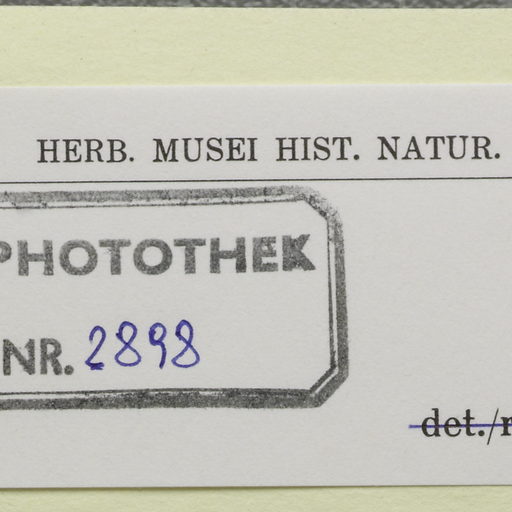 HERB. MUSEI HIST. NATUR.
PHOTOTHEK
NR. 2898
det./r